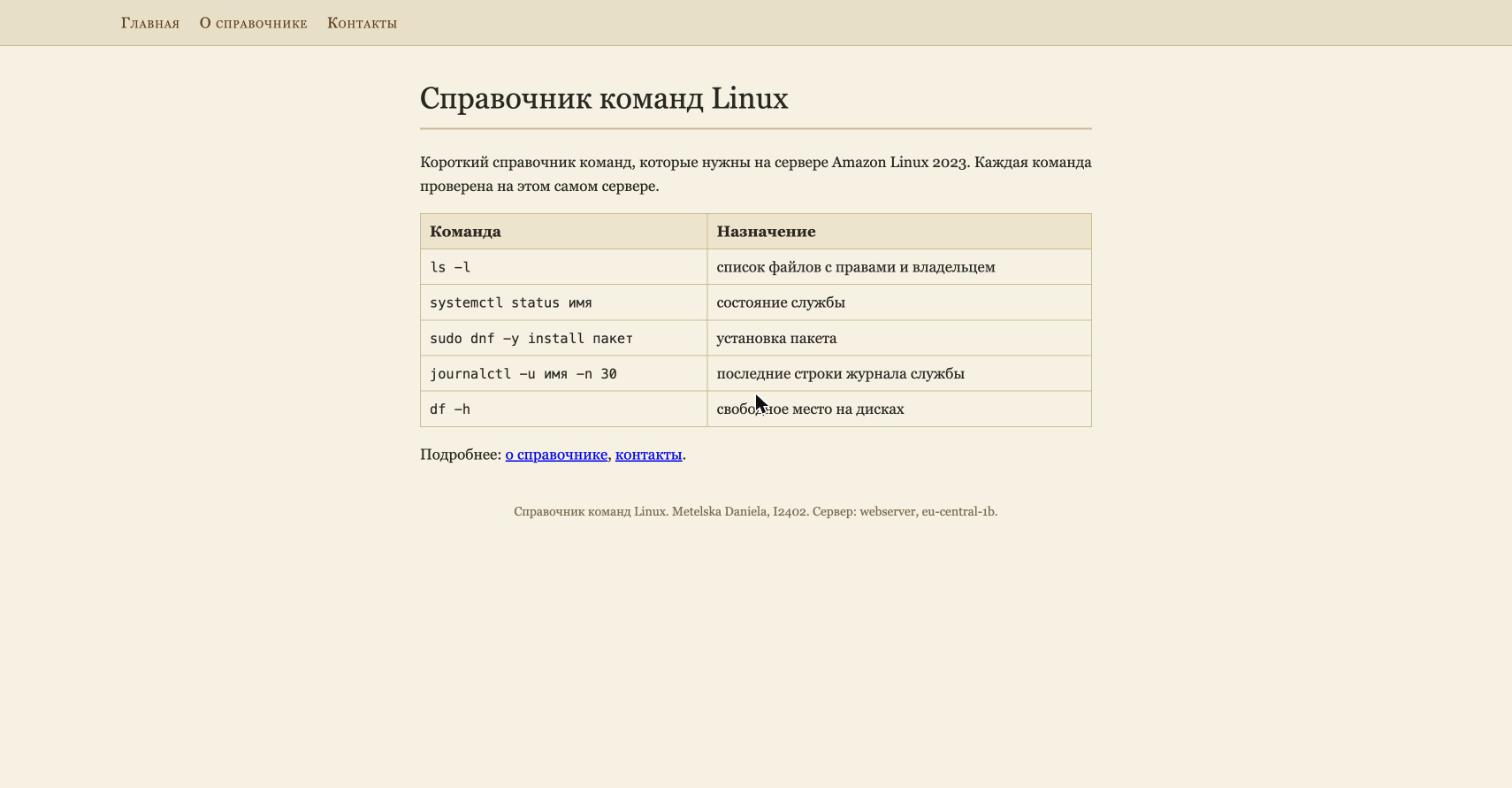 Главная О справочнике Контакты
Справочник команд Linux
Короткий справочник команд, которые нужны на сервере Amazon Linux 2023. Каждая команда
проверена на этом самом сервере.
Команда Назначение
ls -l список файлов с правами и владельцем
systemctl status имя состояние службы
sudo dnf -y install пакет установка пакета
journalctl -u имя -n 30 последние строки журнала службы
df -h свободное место на дисках
Подробнее: о справочнике, контакты.
Справочник команд Linux. Metelska Daniela, I2402. Сервер: webserver, eu-central-1b.